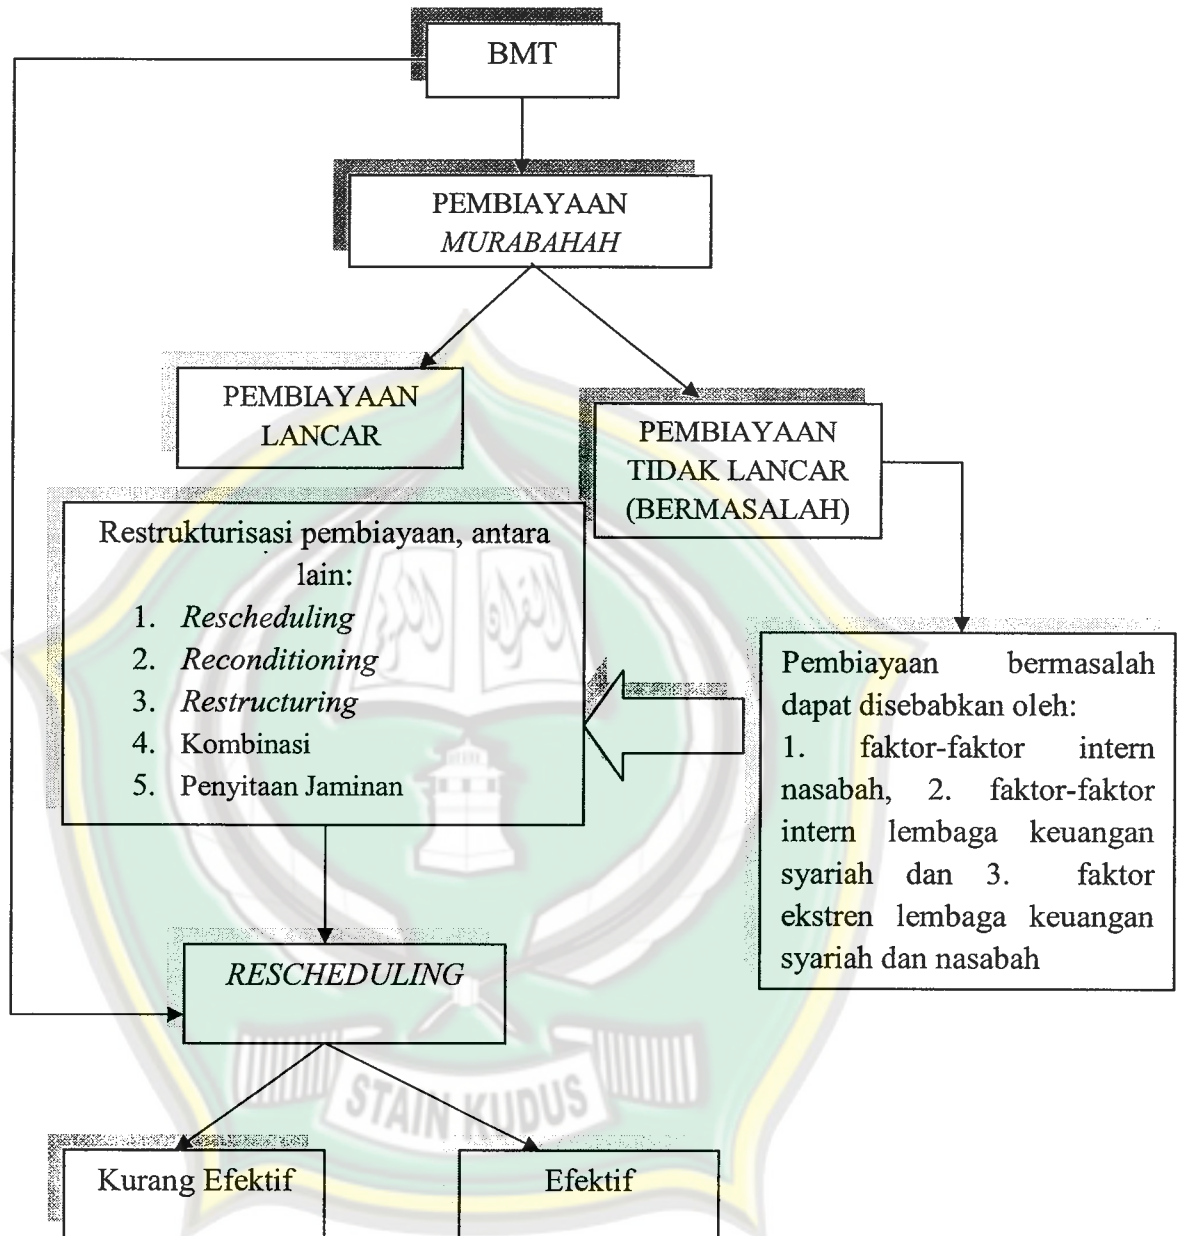 BMT
PEMBIAYAAN
MURABAHAH
PEMBIAYAAN
LANCAR
PEMBIAYAAN
TIDAK LANCAR
(BERMASALAH)
Restrukturisasi pembiayaan, antara
lain:
1. Rescheduling
2. Reconditioning
3. Restructuring
4. Kombinasi
5. Penyitaan Jaminan
Pembiayaan bermasalah
dapat disebabkan oleh:
1. faktor-faktor intern
nasabah, 2. faktor-faktor
intern lembaga keuangan
syariah dan 3. faktor
ekstren lembaga keuangan
syariah dan nasabah
RESCHEDULING
STAIN KUDUS
Kurang Efektif
Efektif